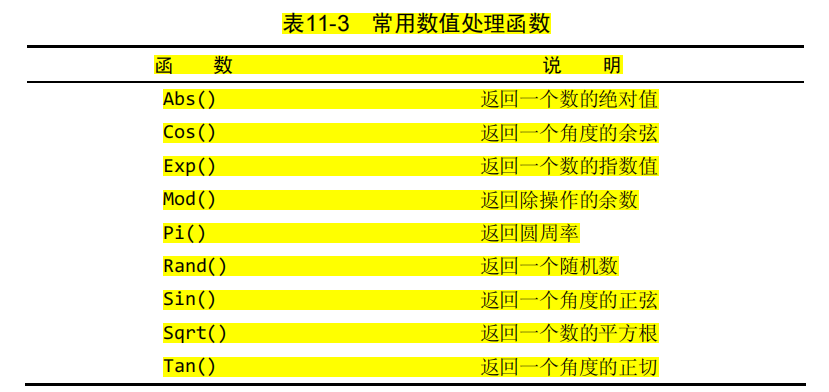 表11-3 常用数值处理函数
函 数 说 明
Abs() 返回一个数的绝对值
Cos() 返回一个角度的余弦
Exp() 返回一个数的指数值
Mod() 返回除操作的余数
Pi() 返回圆周率
Rand() 返回一个随机数
Sin() 返回一个角度的正弦
Sqrt() 返回一个数的平方根
Tan() 返回一个角度的正切